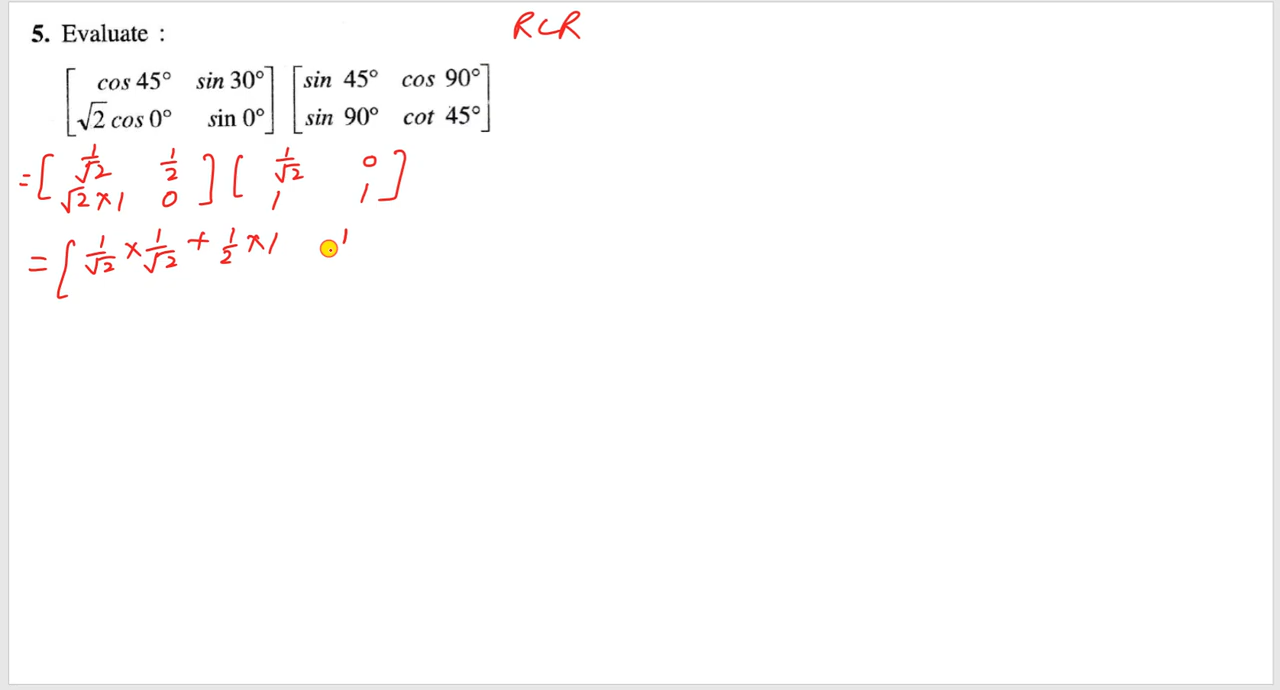 5. Evaluate :
RCR
[cos 45° sin 30°] [sin 45° cos 90°]
[√2 cos 0° sin 0°] [sin 90° cot 45°]
= [1/√2 1/2] [1/√2 0]
[√2×1 0] [1 1]
= [1/√2 × 1/√2 + 1/2 × 1